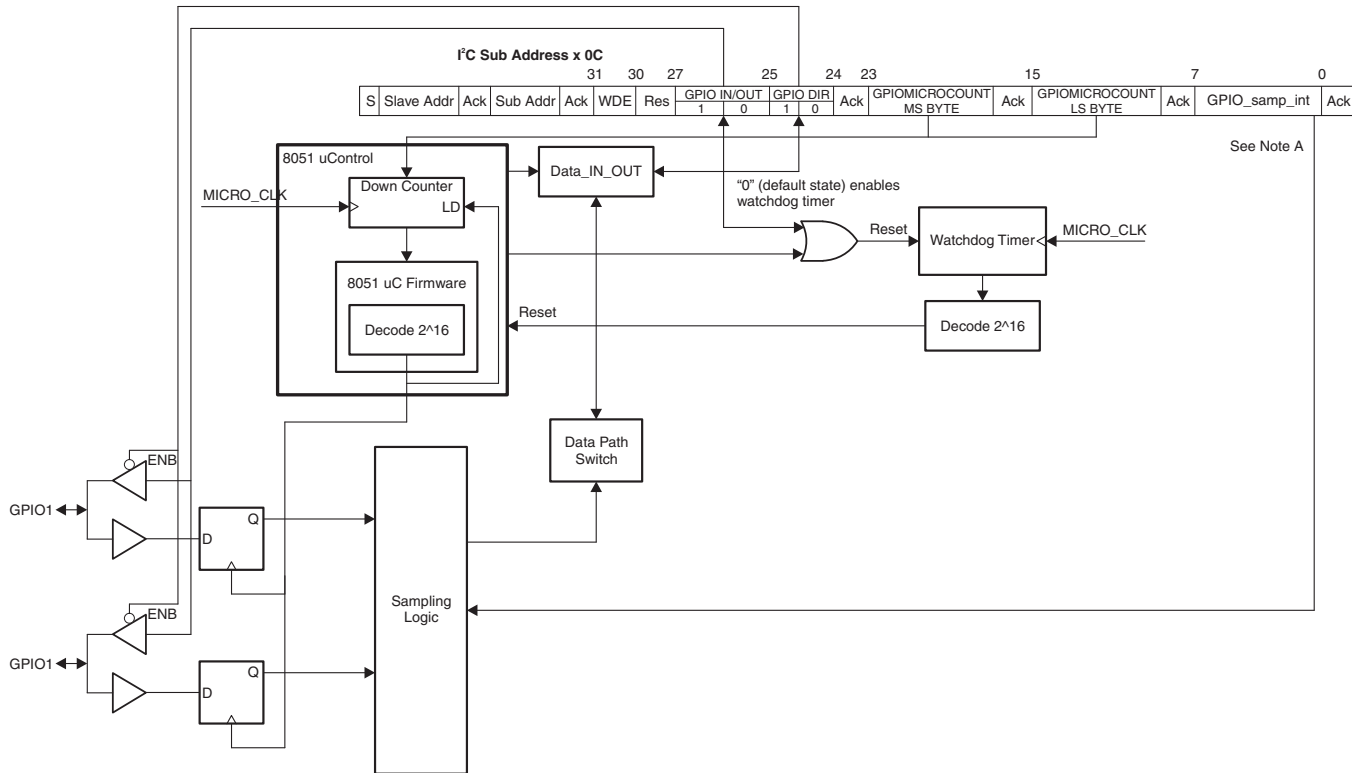 I²C Sub Address x 0C
31 30 27 25 24 23 15 7 0
S Slave Addr Ack Sub Addr Ack WDE Res GPIO IN/OUT GPIO DIR Ack GPIOMICROCOUNT Ack GPIOMICROCOUNT Ack GPIO_samp_int Ack
1 0 1 0 MS BYTE LS BYTE
See Note A
8051 uControl
Data_IN_OUT
"0" (default state) enables
watchdog timer
MICRO_CLK
Down Counter
LD
Reset
Watchdog Timer
MICRO_CLK
8051 uC Firmware
Decode 2^16
Reset
Decode 2^16
Data Path
Switch
ENB
GPIO1
Q
D
Sampling
Logic
ENB
GPIO1
Q
D